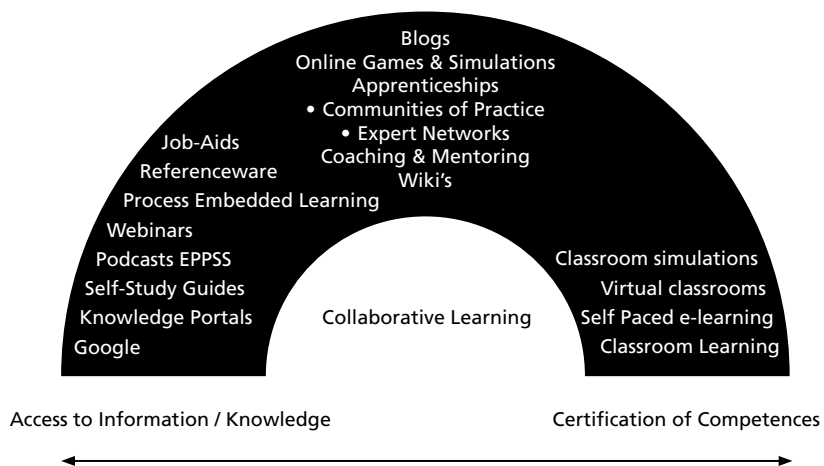 Blogs
Online Games & Simulations
Apprenticeships
• Communities of Practice
• Expert Networks
Coaching & Mentoring
Wiki's
Job-Aids
Referenceware
Process Embedded Learning
Webinars
Podcasts EPPSS
Self-Study Guides
Knowledge Portals
Google
Collaborative Learning
Classroom simulations
Virtual classrooms
Self Paced e-learning
Classroom Learning
Access to Information / Knowledge
Certification of Competences